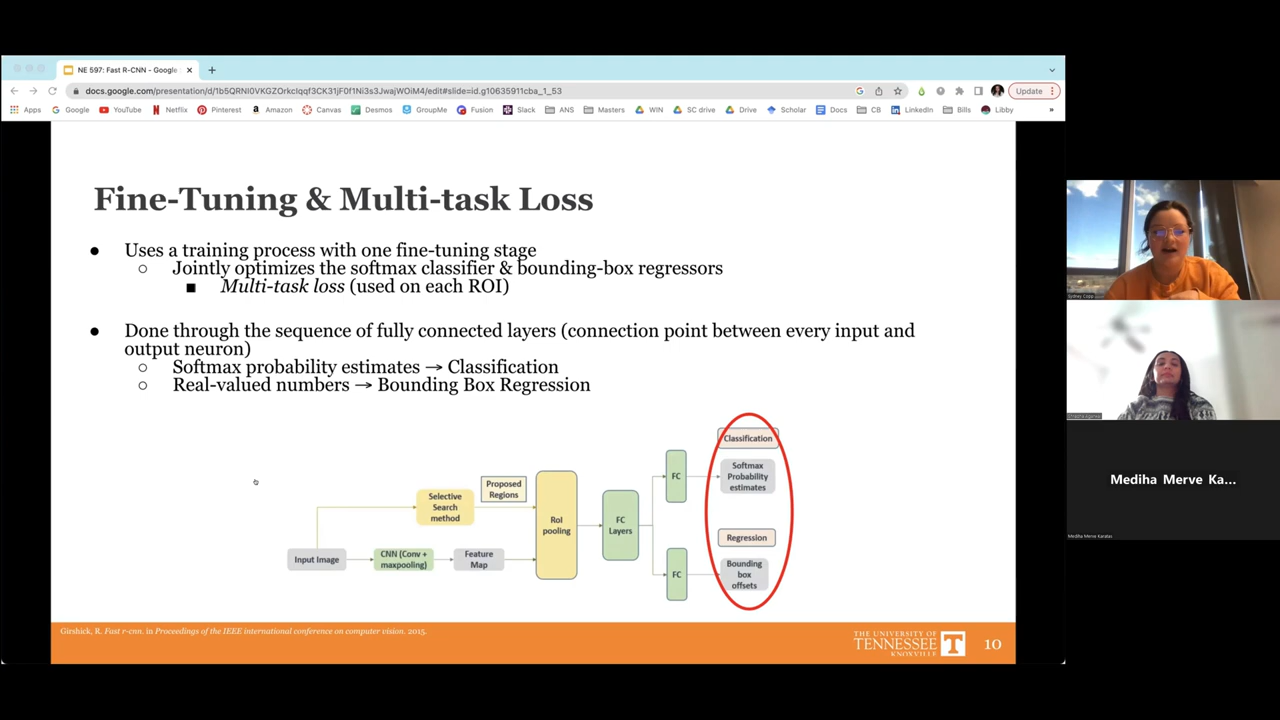 NE 597: Fast R-CNN - Google
docs.google.com/presentation/d/1b5QRNI0VKGZOrkclqqf3CK31jF0f1Ni3s3JwajWOiM4/edit#slide=id.g10635911cba_1_53
Update
Apps Google YouTube Netflix Pinterest Amazon Canvas Desmos GroupMe Fusion Slack ANS Masters WIN SC drive Drive Scholar Docs CB LinkedIn Bills Libby »
Fine-Tuning & Multi-task Loss
● Uses a training process with one fine-tuning stage
○ Jointly optimizes the softmax classifier & bounding-box regressors
■ Multi-task loss (used on each ROI)
● Done through the sequence of fully connected layers (connection point between every input and
output neuron)
○ Softmax probability estimates → Classification
○ Real-valued numbers → Bounding Box Regression
Input Image
Selective
Search
method
Proposed
Regions
CNN (Conv +
maxpooling)
Feature
Map
RoI
pooling
FC
Layers
FC
FC
Classification
Softmax
Probability
estimates
Regression
Bounding
box
offsets
Girshick, R. Fast r-cnn. in Proceedings of the IEEE international conference on computer vision. 2015.
THE UNIVERSITY OF
TENNESSEE
KNOXVILLE
T
10
Sydney Copp
Mediha Merve Ka...
Mediha Merve Karatas